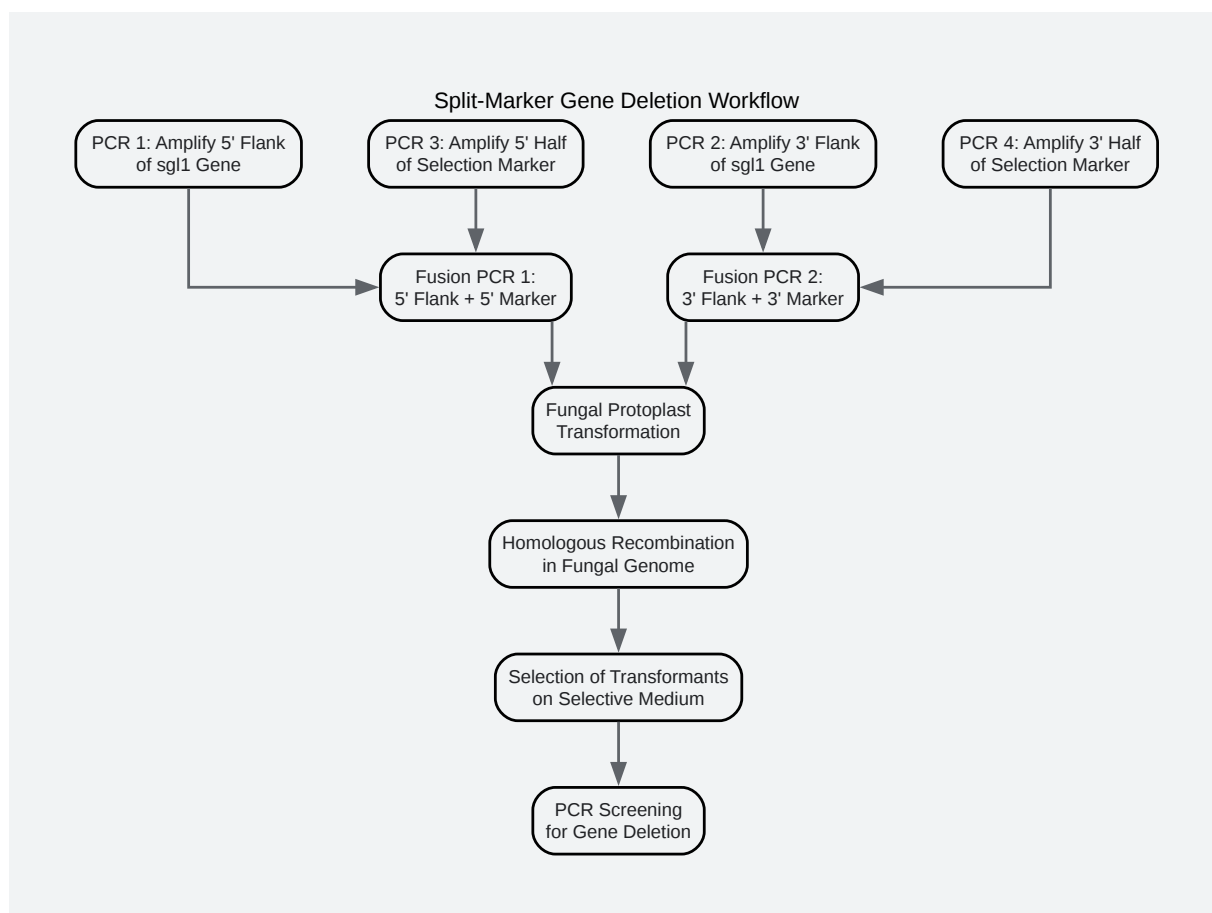 Split-Marker Gene Deletion Workflow
PCR 1: Amplify 5' Flank
of sgl1 Gene
PCR 3: Amplify 5' Half
of Selection Marker
PCR 2: Amplify 3' Flank
of sgl1 Gene
PCR 4: Amplify 3' Half
of Selection Marker
Fusion PCR 1:
5' Flank + 5' Marker
Fusion PCR 2:
3' Flank + 3' Marker
Fungal Protoplast
Transformation
Homologous Recombination
in Fungal Genome
Selection of Transformants
on Selective Medium
PCR Screening
for Gene Deletion